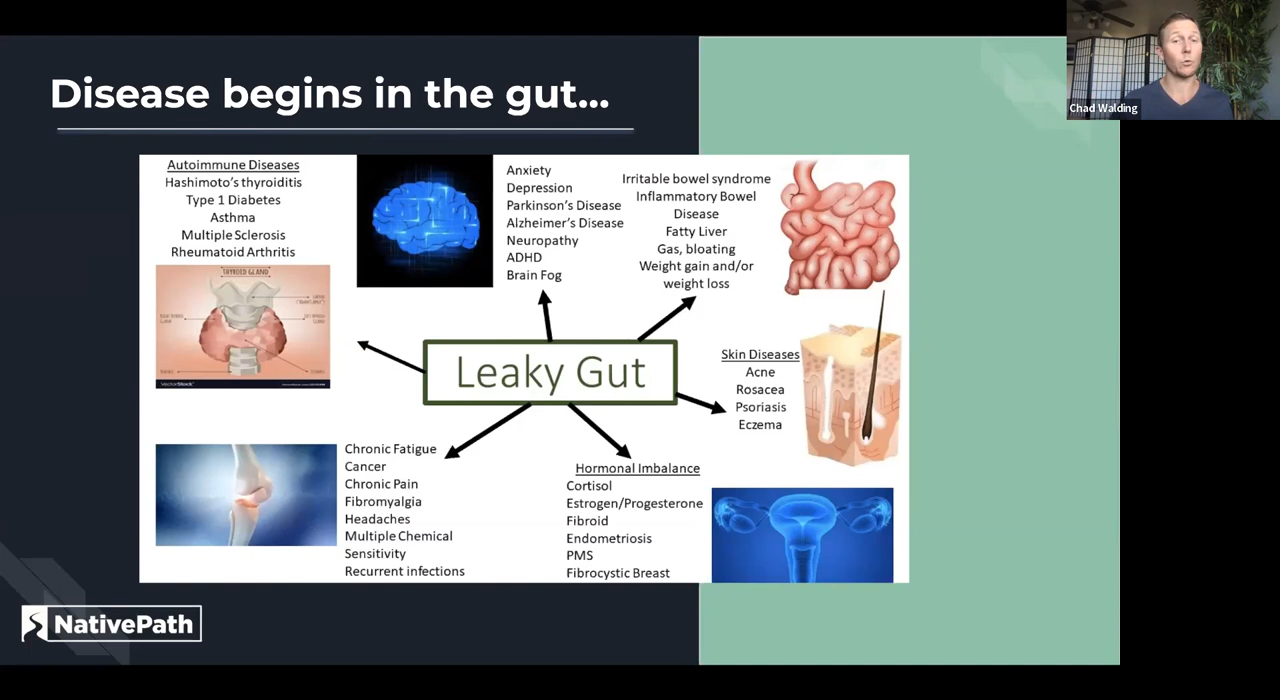 Disease begins in the gut...
Chad Walding
Autoimmune Diseases
Hashimoto's thyroiditis
Type 1 Diabetes
Asthma
Multiple Sclerosis
Rheumatoid Arthritis
THYROID GLAND
VectorStock
Anxiety
Depression
Parkinson's Disease
Alzheimer's Disease
Neuropathy
ADHD
Brain Fog
Irritable bowel syndrome
Inflammatory Bowel
Disease
Fatty Liver
Gas, bloating
Weight gain and/or
weight loss
Leaky Gut
Skin Diseases
Acne
Rosacea
Psoriasis
Eczema
Chronic Fatigue
Cancer
Chronic Pain
Fibromyalgia
Headaches
Multiple Chemical
Sensitivity
Recurrent infections
Hormonal Imbalance
Cortisol
Estrogen/Progesterone
Fibroid
Endometriosis
PMS
Fibrocystic Breast
NativePath